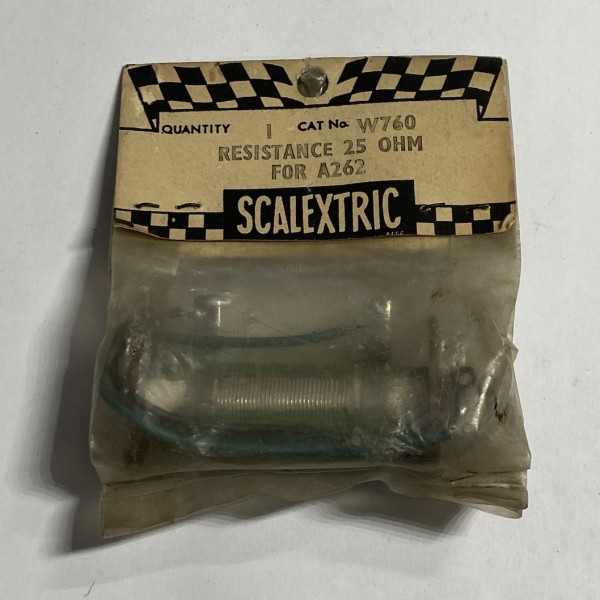 QUANTITY 1 CAT No. W760
RESISTANCE 25 OHM
FOR A262
SCALEXTRIC